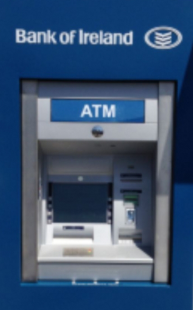 Bank of Ireland
ATM